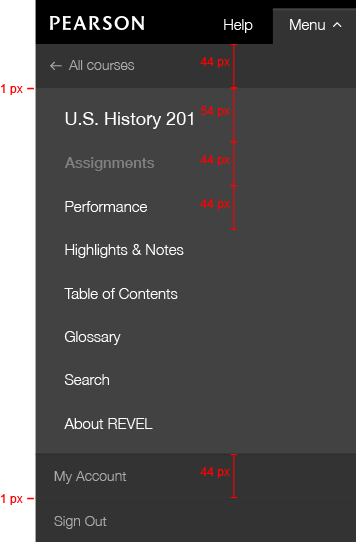 PEARSON Help Menu
All courses 44 px
1 px
U.S. History 201 54 px
Assignments 44 px
Performance 44 px
Highlights & Notes
Table of Contents
Glossary
Search
About REVEL
My Account 44 px
1 px
Sign Out